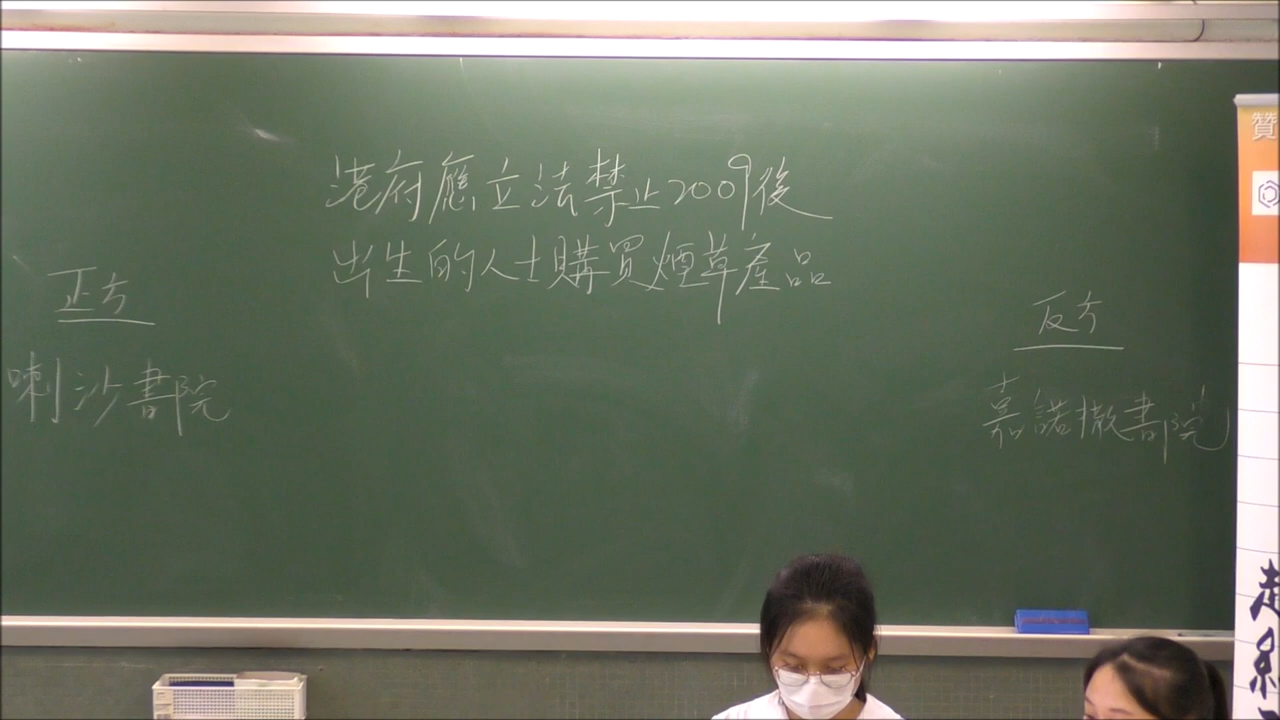 港府應立法禁止2009後
出生的人士購買煙草產品
正方
喇沙書院
反方
嘉諾撒書院
贊